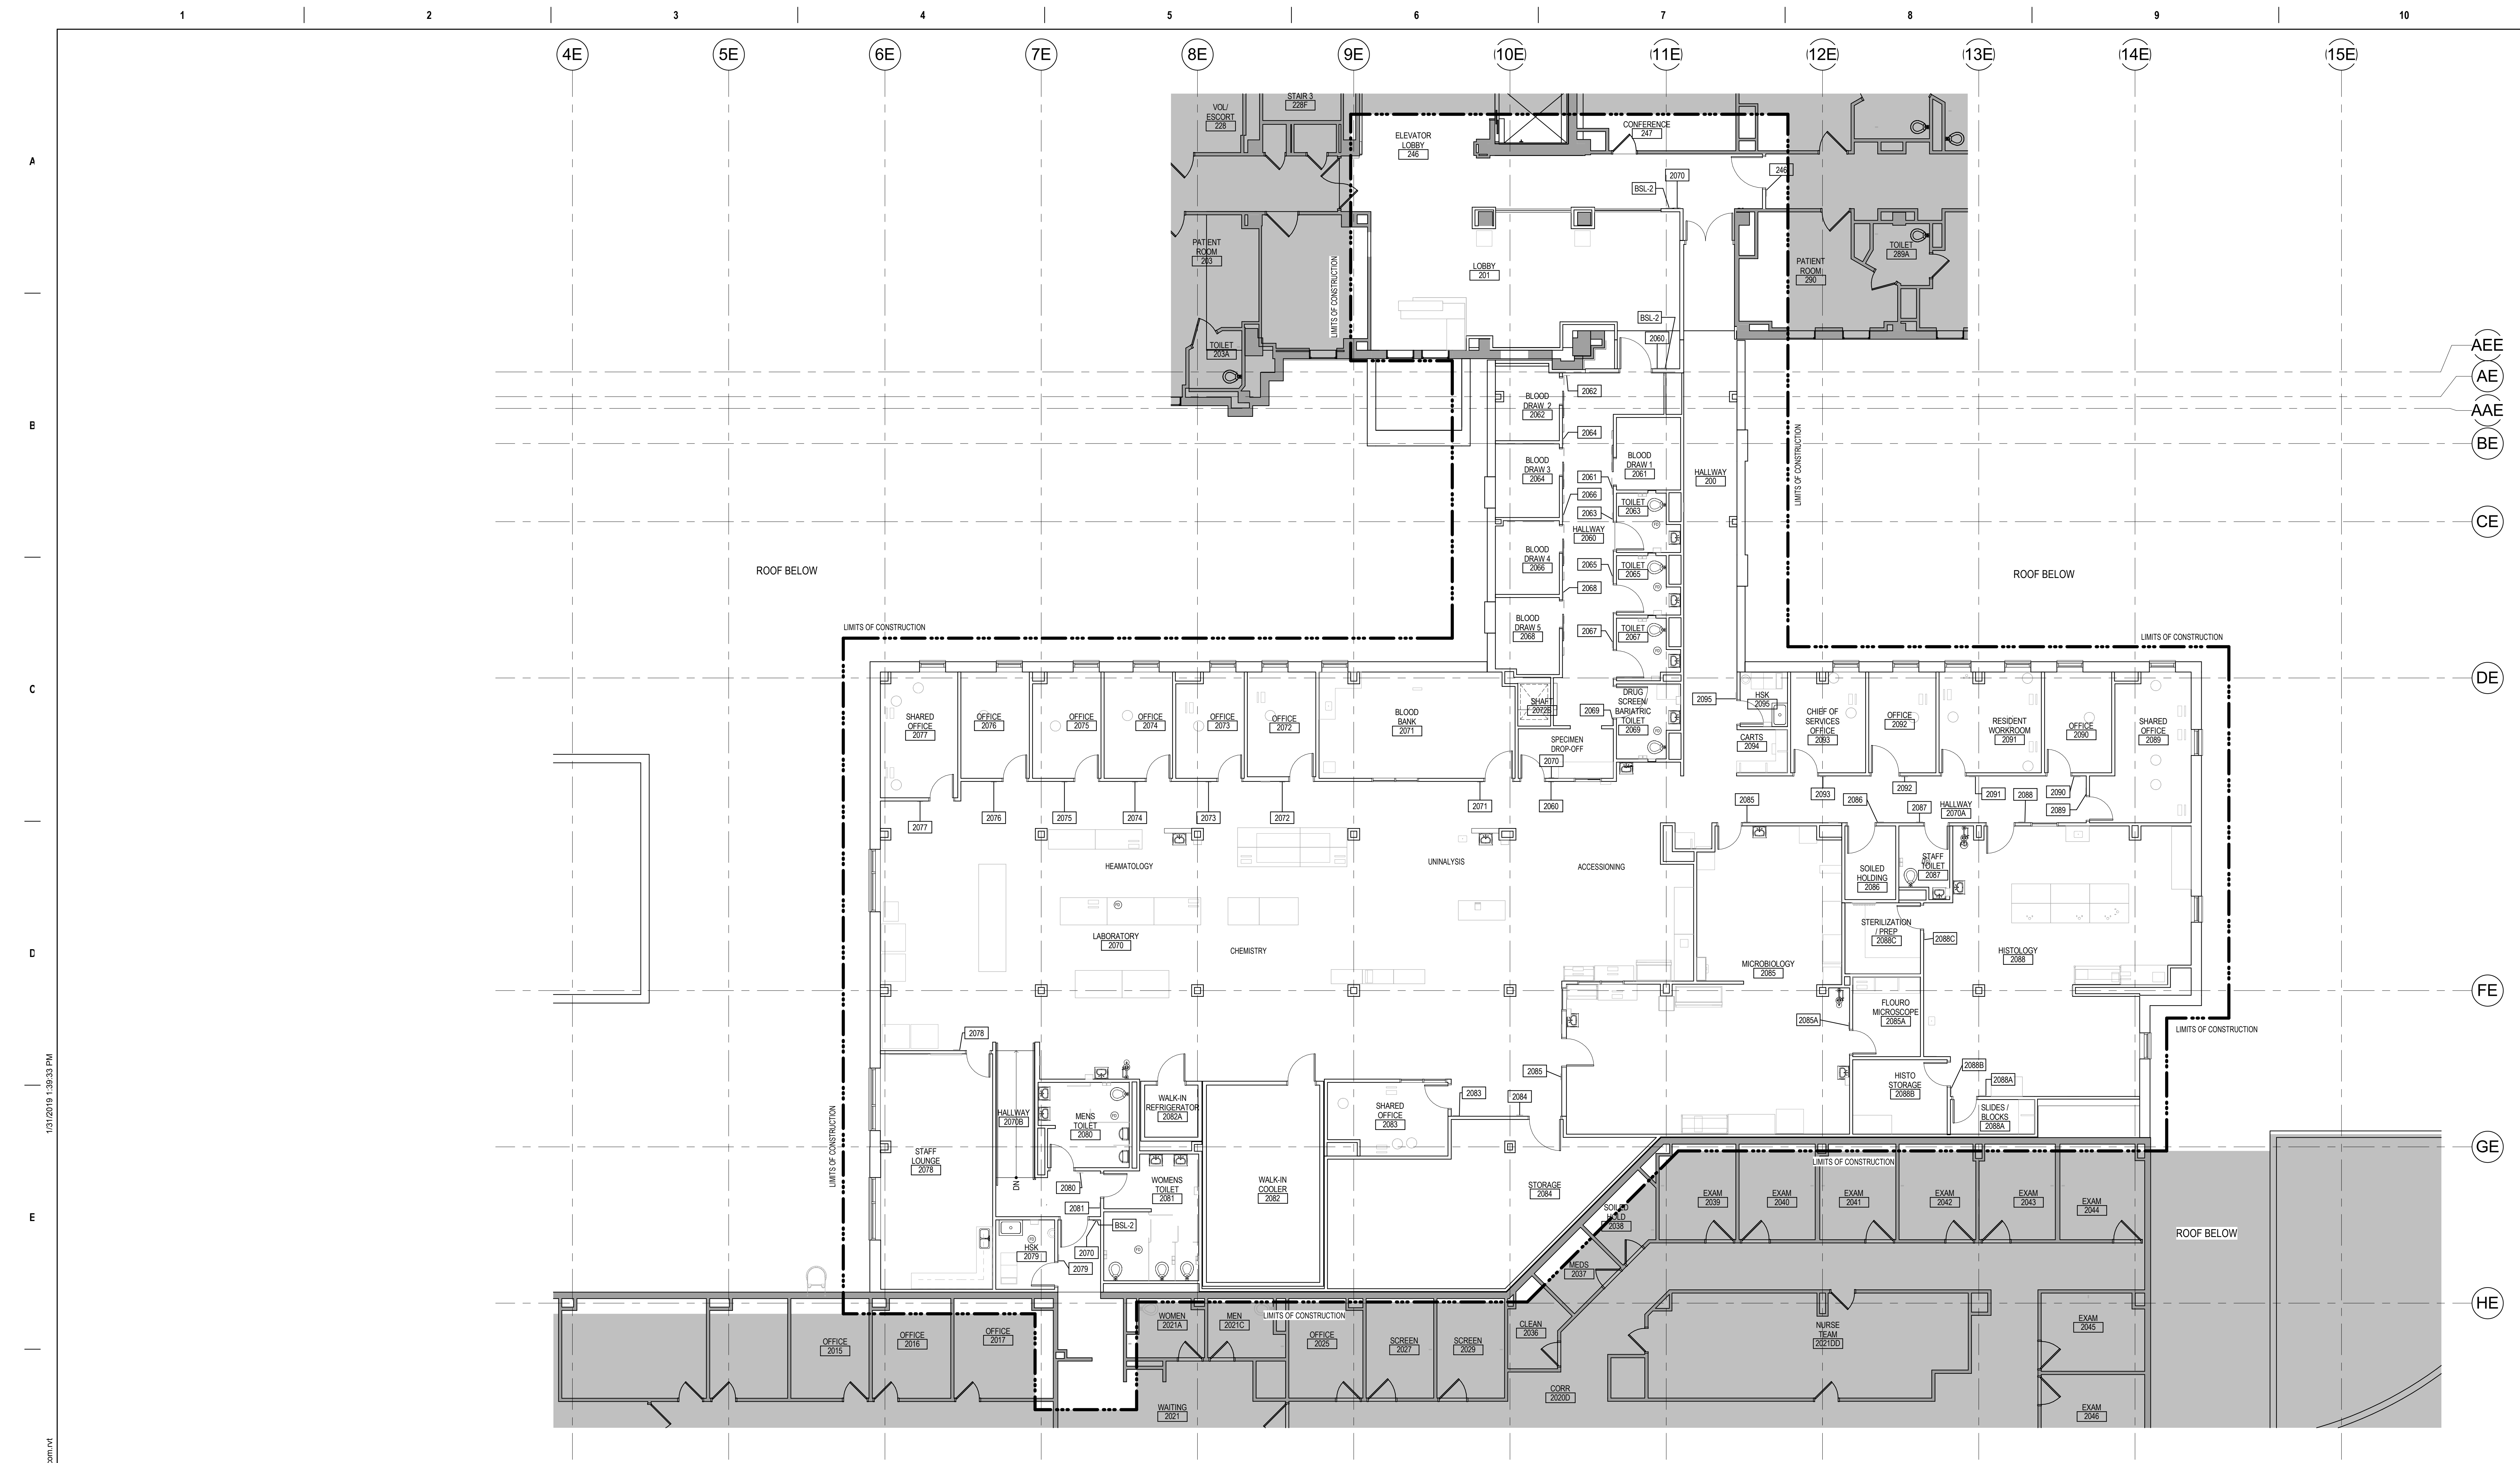 1
2
3
4
5
6
7
8
9
10
4E
5E
6E
7E
8E
9E
10E
11E
12E
13E
14E
15E
A
B
C
D
E
AEE
AE
AAE
BE
CE
DE
FE
GE
HE
VOL/
ESCORT
228
STAIR 3
228F
ELEVATOR
LOBBY
246
CONFERENCE
247
2070
BSL-2
246
PATIENT
ROOM
203
LOBBY
201
PATIENT
ROOM
290
TOILET
289A
LIMITS OF CONSTRUCTION
TOILET
203A
BSL-2
2060
BLOOD
DRAW 2
2062
2062
2064
BLOOD
DRAW 3
2064
BLOOD
DRAW 1
2061
2061
2066
2063
TOILET
2063
HALLWAY
200
LIMITS OF CONSTRUCTION
HALLWAY
2060
BLOOD
DRAW 4
2066
2065
2068
TOILET
2065
BLOOD
DRAW 5
2068
2067
TOILET
2067
ROOF BELOW
ROOF BELOW
LIMITS OF CONSTRUCTION
LIMITS OF CONSTRUCTION
SHARED
OFFICE
2077
OFFICE
2076
OFFICE
2075
OFFICE
2074
OFFICE
2073
OFFICE
2072
BLOOD
BANK
2071
SHAFT
2072B
SPECIMEN
DROP-OFF
2070
2069
DRUG
SCREEN/
BARIATRIC
TOILET
2069
2095
HSK
2095
CARTS
2094
CHIEF OF
SERVICES
OFFICE
2093
OFFICE
2092
RESIDENT
WORKROOM
2091
OFFICE
2090
SHARED
OFFICE
2089
2077
2076
2075
2074
2073
2072
2071
2060
2085
2093
2086
2092
2087
HALLWAY
2070A
2091
2088
2090
2089
HEAMATOLOGY
UNINALYSIS
ACCESSIONING
SOILED
HOLDING
2086
STAFF
TOILET
2087
LABORATORY
2070
CHEMISTRY
MICROBIOLOGY
2085
STERILIZATION
/ PREP
2088C
2088C
HISTOLOGY
2088
2078
2085A
FLOURO
MICROSCOPE
2085A
LIMITS OF CONSTRUCTION
2085
HISTO
STORAGE
2088B
2088B
2088A
SLIDES /
BLOCKS
2088A
HALLWAY
2070B
MENS
TOILET
2080
WALK-IN
REFRIGERATOR
2082A
SHARED
OFFICE
2083
2083
2084
LIMITS OF CONSTRUCTION
STAFF
LOUNGE
2078
DN
2080
2081
WOMENS
TOILET
2081
WALK-IN
COOLER
2082
STORAGE
2084
LIMITS OF CONSTRUCTION
BSL-2
HSK
2079
2070
2079
SOILED
HOLD
2038
MEDS
2037
EXAM
2039
EXAM
2040
EXAM
2041
EXAM
2042
EXAM
2043
EXAM
2044
ROOF BELOW
OFFICE
2015
OFFICE
2016
OFFICE
2017
WOMEN
2021A
MEN
2021C
LIMITS OF CONSTRUCTION
OFFICE
2025
SCREEN
2027
SCREEN
2029
CLEAN
2036
NURSE
TEAM
2021DD
EXAM
2045
WAITING
2021
CORR
2020D
EXAM
2046
1/31/2019 1:39:33 PM